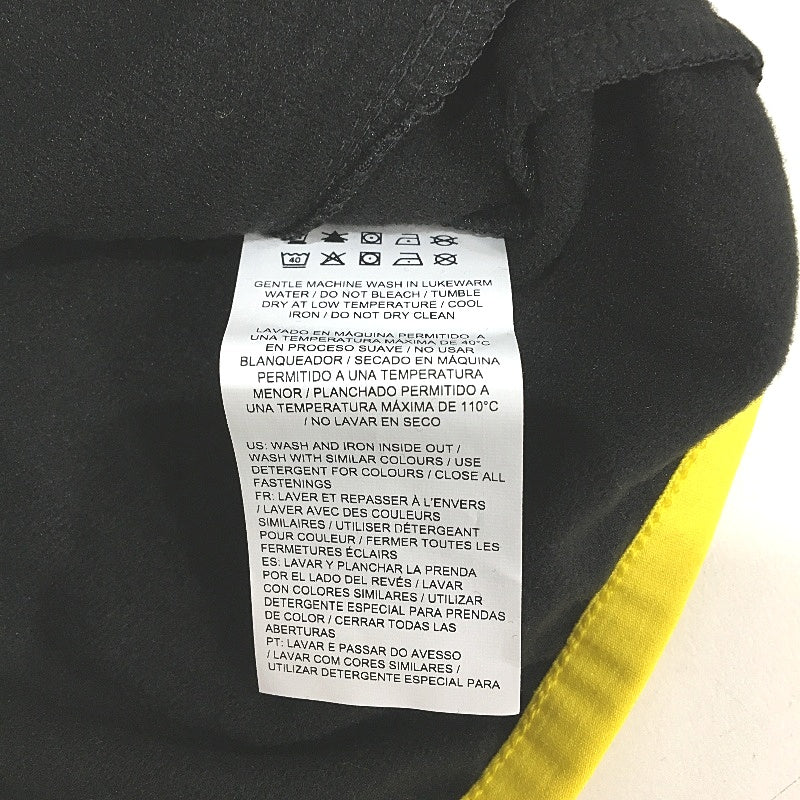 40
GENTLE MACHINE WASH IN LUKEWARM
WATER / DO NOT BLEACH / TUMBLE
DRY AT LOW TEMPERATURE / COOL
IRON / DO NOT DRY CLEAN
LAVADO EN MÁQUINA PERMITIDO A
UNA TEMPERATURA MÁXIMA DE 40°C
EN PROCESO SUAVE / NO USAR
BLANQUEADOR / SECADO EN MÁQUINA
PERMITIDO A UNA TEMPERATURA
MENOR / PLANCHADO PERMITIDO A
UNA TEMPERATURA MÁXIMA DE 110°C
/ NO LAVAR EN SECO
US: WASH AND IRON INSIDE OUT /
WASH WITH SIMILAR COLOURS / USE
DETERGENT FOR COLOURS / CLOSE ALL
FASTENINGS
FR: LAVER ET REPASSER À L'ENVERS
/ LAVER AVEC DES COULEURS
SIMILAIRES / UTILISER DÉTERGEANT
POUR COULEUR / FERMER TOUTES LES
FERMETURES ÉCLAIRS
ES: LAVAR Y PLANCHAR LA PRENDA
POR EL LADO DEL REVÉS / LAVAR
CON COLORES SIMILARES / UTILIZAR
DETERGENTE ESPECIAL PARA PRENDAS
DE COLOR / CERRAR TODAS LAS
ABERTURAS
PT: LAVAR E PASSAR DO AVESSO
/ LAVAR COM CORES SIMILARES /
UTILIZAR DETERGENTE ESPECIAL PARA